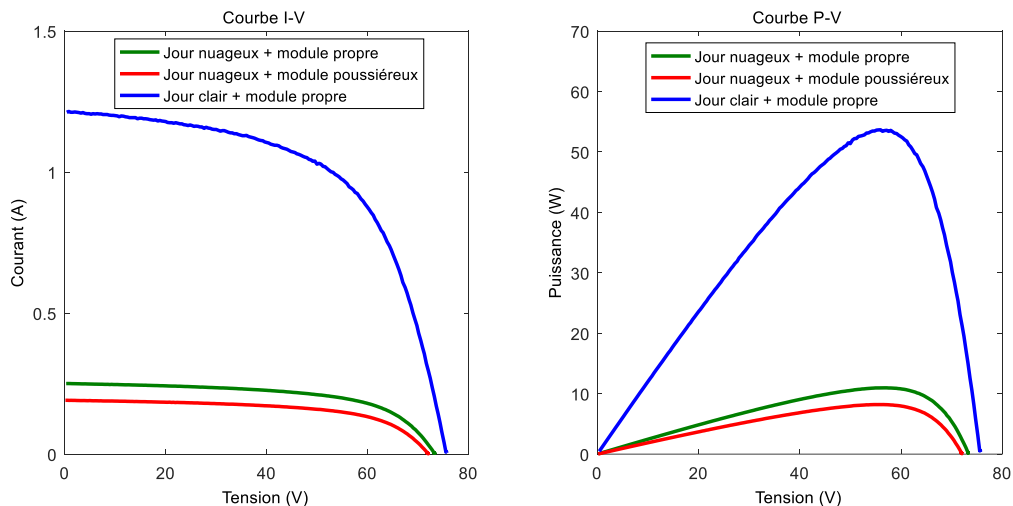 Courbe I-V
1.5
1
0.5
0
Courant (A)
Jour nuageux + module propre
Jour nuageux + module poussiéreux
Jour clair + module propre
0 20 40 60 80
Tension (V)
Courbe P-V
70
60
50
40
30
20
10
0
Puissance (W)
Jour nuageux + module propre
Jour nuageux + module poussiéreux
Jour clair + module propre
0 20 40 60 80
Tension (V)